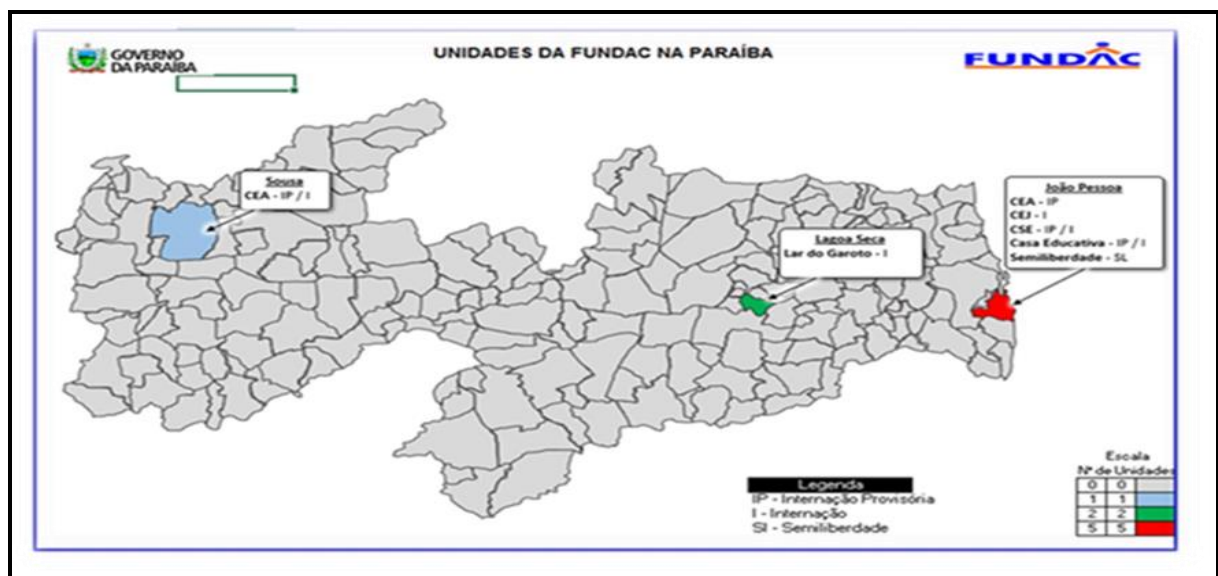 GOVERNO
DA PARAÍBA
UNIDADES DA FUNDAC NA PARAÍBA
FUNDAC
Sousa
CEA - IP / I
Lagoa Seca
Lar do Garoto - I
João Pessoa
CEA - IP
CEJ - I
CSE - IP / I
Casa Educativa - IP / I
Semiliberdade - SL
Legenda
IP - Internação Provisória
I - Internação
SI - Semiliberdade
Escala
Nº de Unidades
0 0
1 1
2 2
5 5